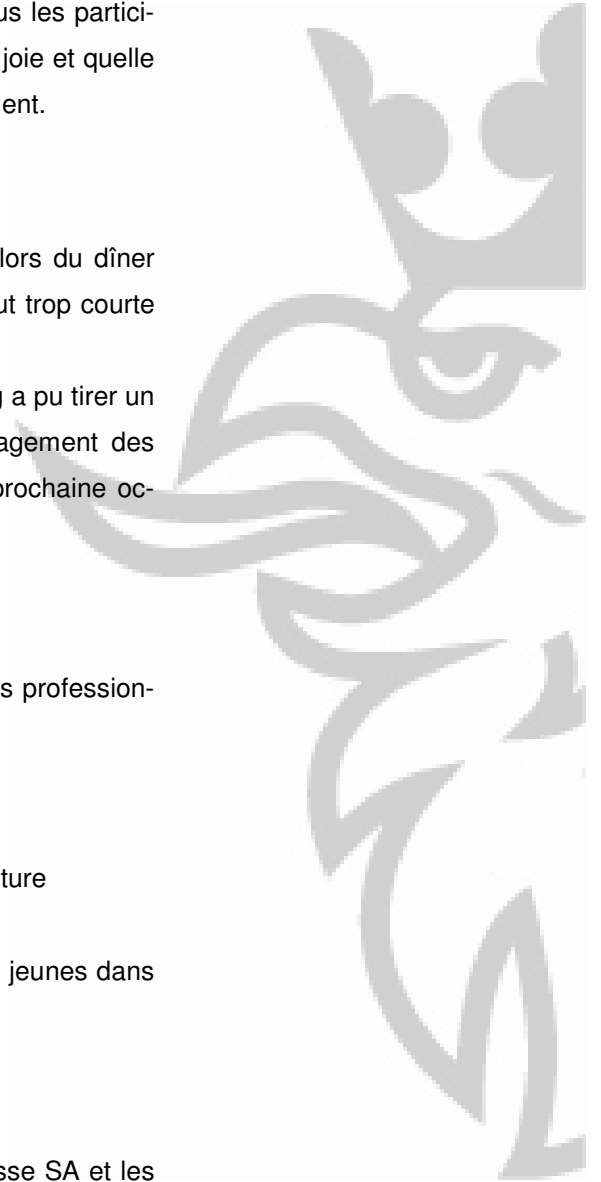 us les partici-
joie et quelle
ent.
lors du dîner
ut trop courte
a pu tirer un
agement des
prochaine oc-
s profession-
ture
jeunes dans
sse SA et les